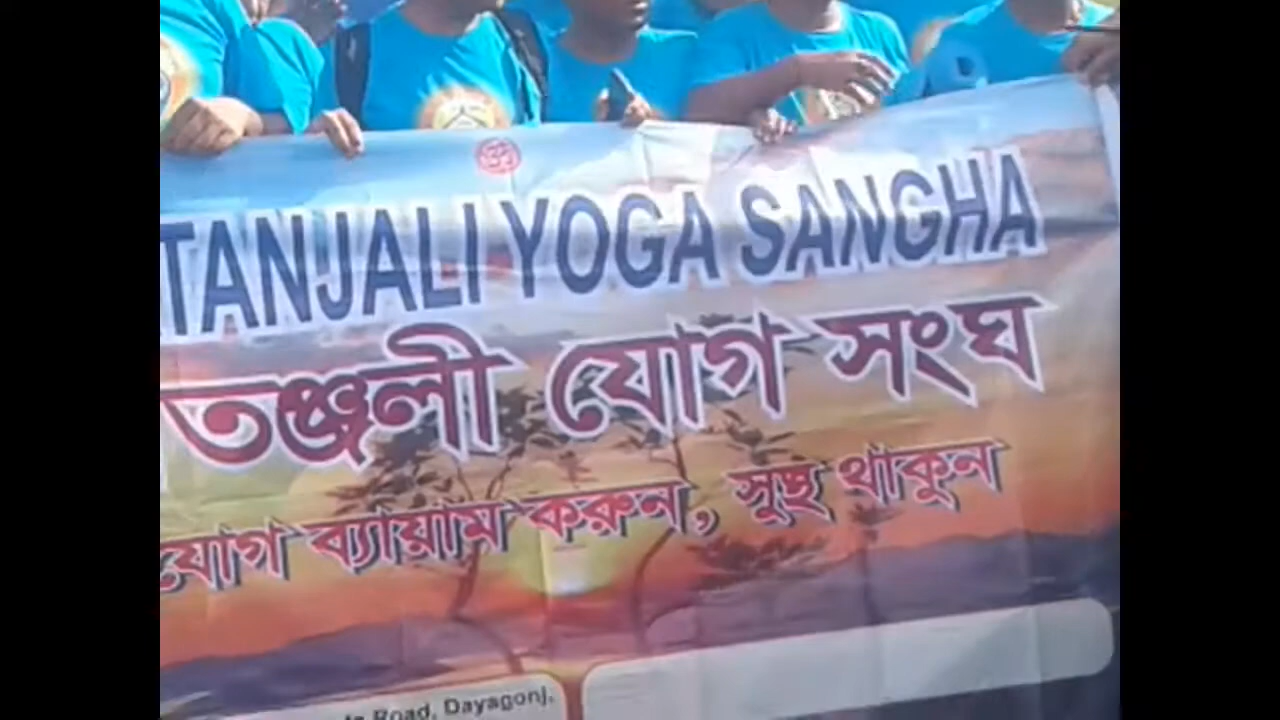 TANJALI YOGA SANGHA
তঞ্জলী যোগ সংঘ
যোগ ব্যায়াম করুন, সুস্থ থাকুন
Road, Dayagonj,